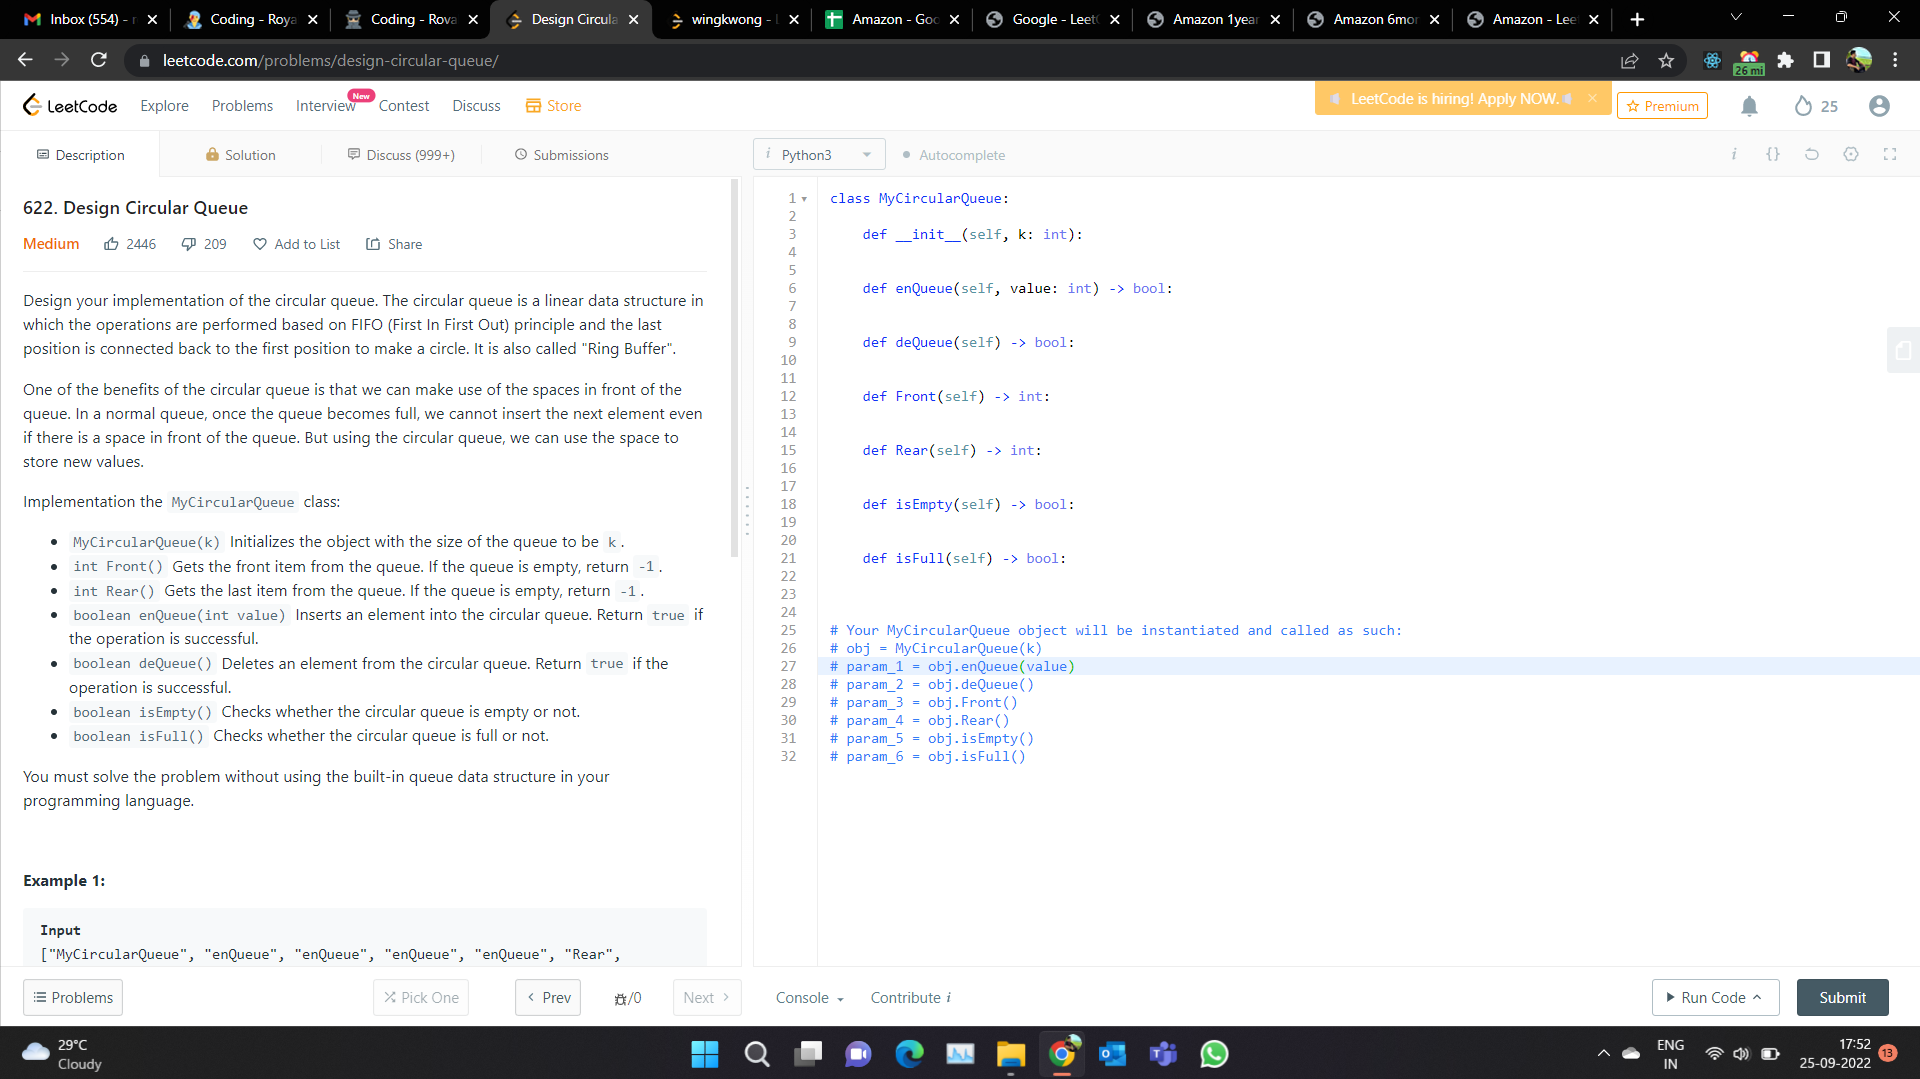 Inbox (554) - r
Coding - Roya
Coding - Rova
Design Circula
wingkwong - L
Amazon - Goo
Google - LeetC
Amazon 1year
Amazon 6mor
Amazon - Lee
leetcode.com/problems/design-circular-queue/
26 mi
LeetCode
Explore
Problems
Interview
New
Contest
Discuss
Store
LeetCode is hiring! Apply NOW.
Premium
25
Description
Solution
Discuss (999+)
Submissions
i Python3
Autocomplete
i {}
622. Design Circular Queue
Medium 2446 209 Add to List Share
Design your implementation of the circular queue. The circular queue is a linear data structure in
which the operations are performed based on FIFO (First In First Out) principle and the last
position is connected back to the first position to make a circle. It is also called "Ring Buffer".
One of the benefits of the circular queue is that we can make use of the spaces in front of the
queue. In a normal queue, once the queue becomes full, we cannot insert the next element even
if there is a space in front of the queue. But using the circular queue, we can use the space to
store new values.
Implementation the MyCircularQueue class:
• MyCircularQueue(k) Initializes the object with the size of the queue to be k .
• int Front() Gets the front item from the queue. If the queue is empty, return -1 .
• int Rear() Gets the last item from the queue. If the queue is empty, return -1 .
• boolean enQueue(int value) Inserts an element into the circular queue. Return true if
the operation is successful.
• boolean deQueue() Deletes an element from the circular queue. Return true if the
operation is successful.
• boolean isEmpty() Checks whether the circular queue is empty or not.
• boolean isFull() Checks whether the circular queue is full or not.
You must solve the problem without using the built-in queue data structure in your
programming language.
Example 1:
Input
["MyCircularQueue", "enQueue", "enQueue", "enQueue", "enQueue", "Rear",
1 class MyCircularQueue:
2
3 def __init__(self, k: int):
4
5
6 def enQueue(self, value: int) -> bool:
7
8
9 def deQueue(self) -> bool:
10
11
12 def Front(self) -> int:
13
14
15 def Rear(self) -> int:
16
17
18 def isEmpty(self) -> bool:
19
20
21 def isFull(self) -> bool:
22
23
24
25 # Your MyCircularQueue object will be instantiated and called as such:
26 # obj = MyCircularQueue(k)
27 # param_1 = obj.enQueue(value)
28 # param_2 = obj.deQueue()
29 # param_3 = obj.Front()
30 # param_4 = obj.Rear()
31 # param_5 = obj.isEmpty()
32 # param_6 = obj.isFull()
Problems
Pick One
Prev
/0
Next
Console
Contribute i
Run Code
Submit
29°C
Cloudy
ENG
IN
17:52
25-09-2022
13